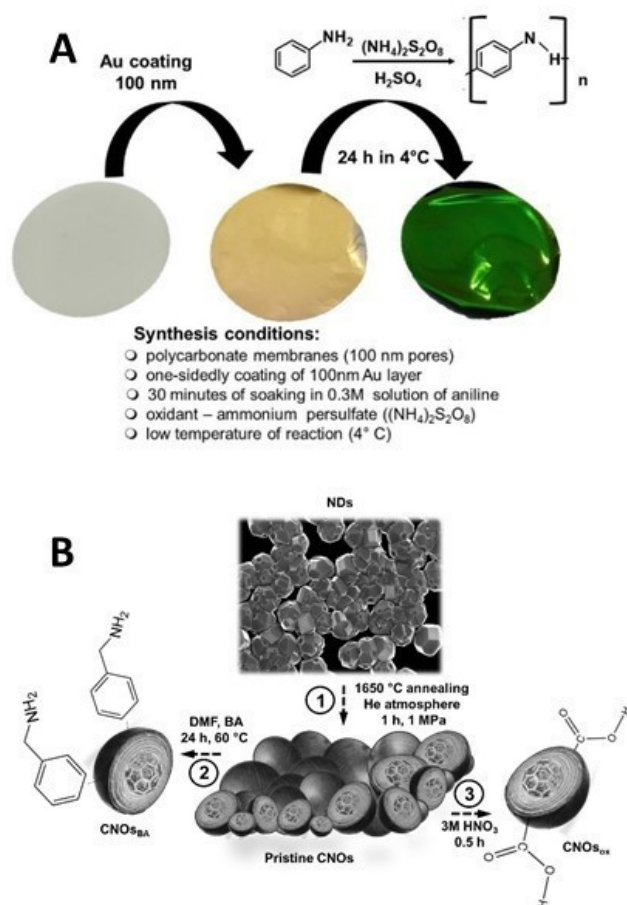 A
Au coating
100 nm
NH₂
(NH₄)₂S₂O₈
H₂SO₄
N
H
n
24 h in 4°C
Synthesis conditions:
❍ polycarbonate membranes (100 nm pores)
❍ one-sidedly coating of 100nm Au layer
❍ 30 minutes of soaking in 0.3M solution of aniline
❍ oxidant – ammonium persulfate ((NH₄)₂S₂O₈)
❍ low temperature of reaction (4° C)
B
NDs
NH₂
NH₂
1
1650 °C annealing
He atmosphere
1 h, 1 MPa
DMF, BA
24 h, 60 °C
2
CNOsBA
Pristine CNOs
3
3M HNO₃
0.5 h
CNOsox
O
C
O
H
O
C
O
H